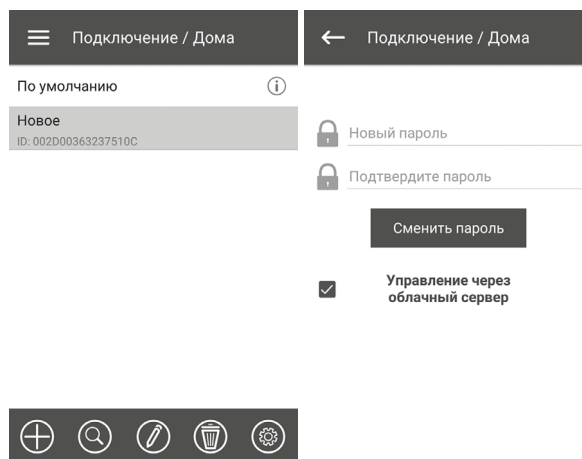 Подключение / Дома
По умолчанию
Новое
ID: 002D00363237510C
Подключение / Дома
Новый пароль
Подтвердите пароль
Сменить пароль
Управление через
облачный сервер